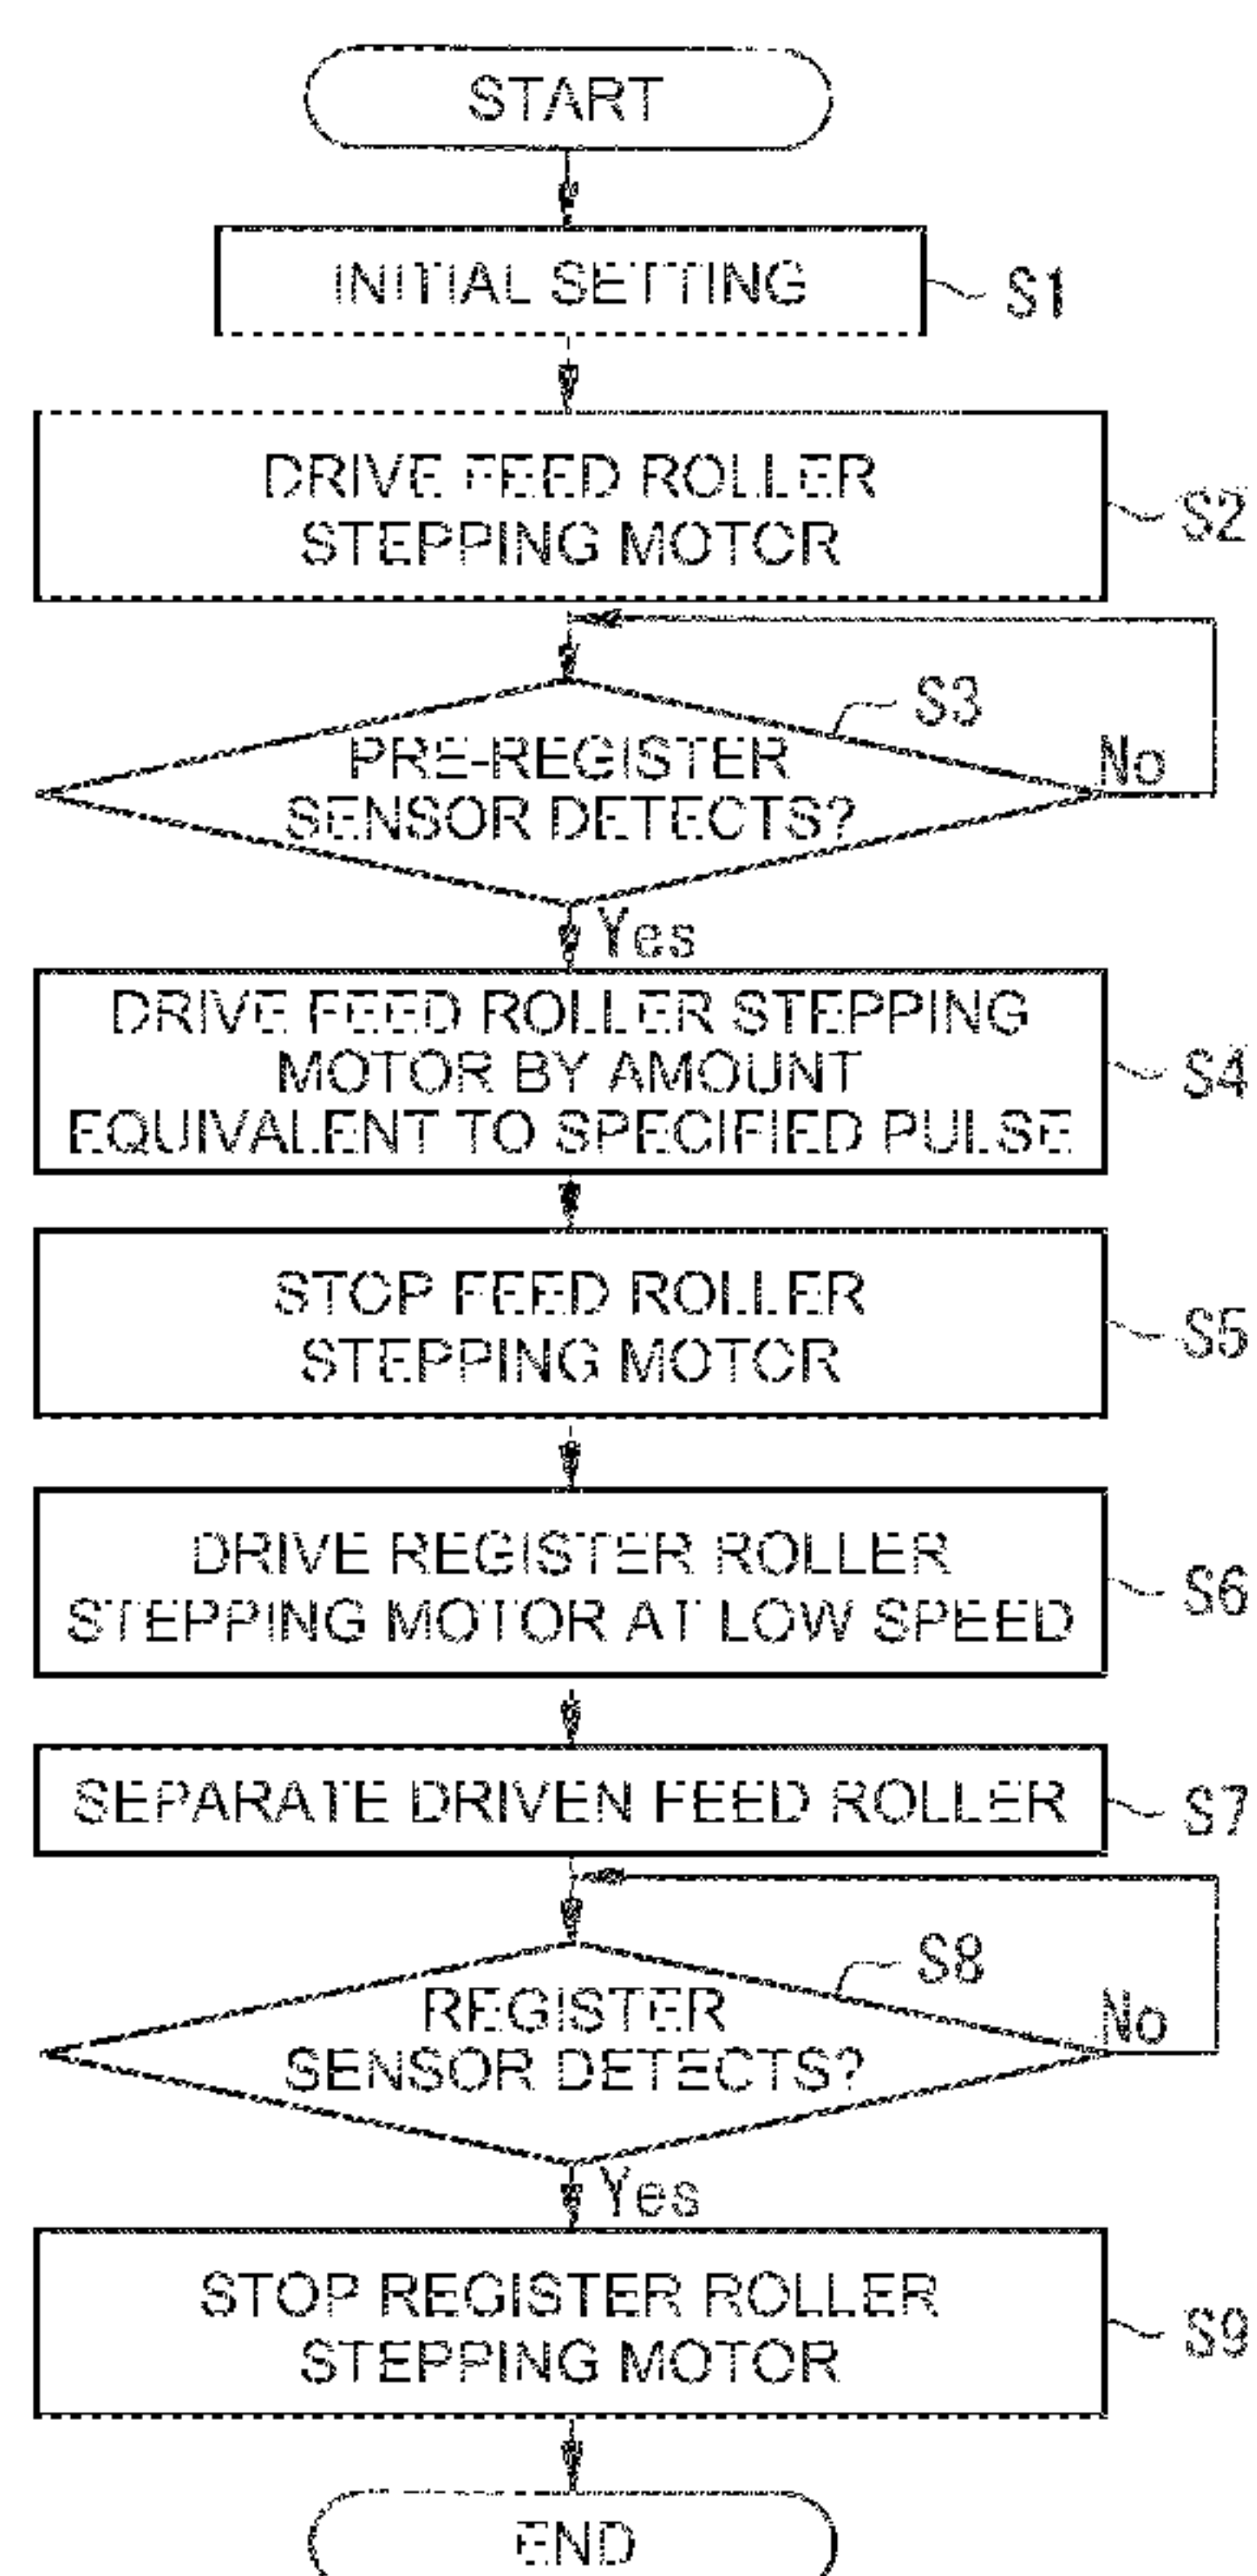 START
INITIAL SETTING
S1
DRIVE FEED ROLLER
STEPPING MOTOR
S2
S3
PRE-REGISTER
SENSOR DETECTS?
No
Yes
DRIVE FEED ROLLER STEPPING
MOTOR BY AMOUNT
EQUIVALENT TO SPECIFIED PULSE
S4
STOP FEED ROLLER
STEPPING MOTOR
S5
DRIVE REGISTER ROLLER
STEPPING MOTOR AT LOW SPEED
S6
SEPARATE DRIVEN FEED ROLLER
S7
S8
REGISTER
SENSOR DETECTS?
No
Yes
STOP REGISTER ROLLER
STEPPING MOTOR
S9
END